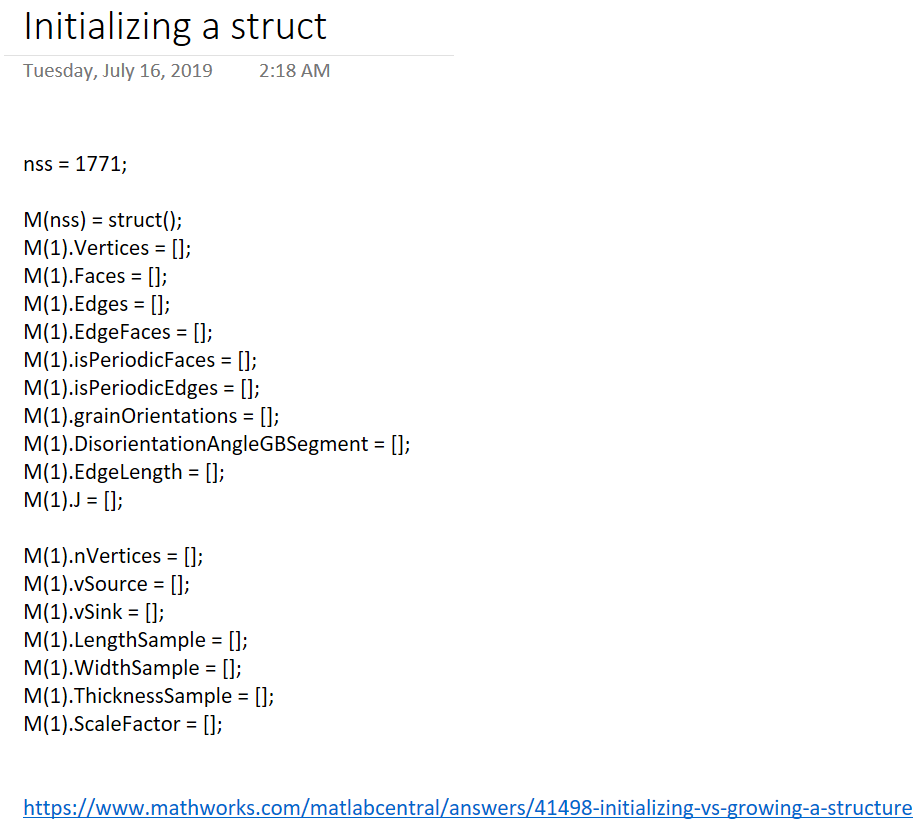 Initializing a struct
Tuesday, July 16, 2019 2:18 AM
nss = 1771;
M(nss) = struct();
M(1).Vertices = [];
M(1).Faces = [];
M(1).Edges = [];
M(1).EdgeFaces = [];
M(1).isPeriodicFaces = [];
M(1).isPeriodicEdges = [];
M(1).grainOrientations = [];
M(1).DisorientationAngleGBSegment = [];
M(1).EdgeLength = [];
M(1).J = [];
M(1).nVertices = [];
M(1).vSource = [];
M(1).vSink = [];
M(1).LengthSample = [];
M(1).WidthSample = [];
M(1).ThicknessSample = [];
M(1).ScaleFactor = [];
https://www.mathworks.com/matlabcentral/answers/41498-initializing-vs-growing-a-structure